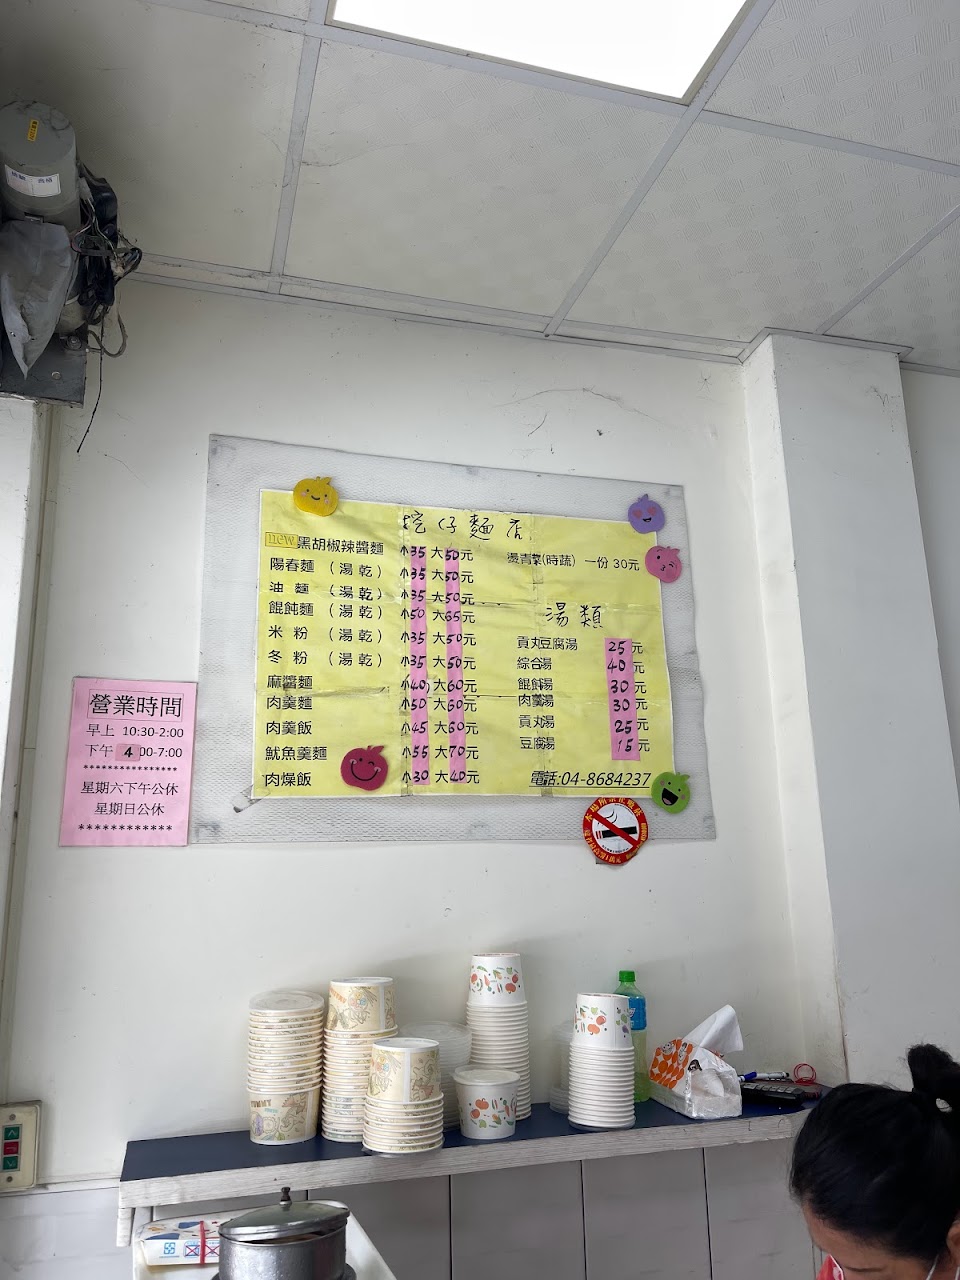 挖仔麵店
new 黑胡椒辣醬麵 小35 大50元
陽春麵 (湯 乾) 小35 大50元
油 麵 (湯 乾) 小35 大50元
餛飩麵 (湯 乾) 小50 大65元
米 粉 (湯 乾) 小35 大50元
冬 粉 (湯 乾) 小35 大50元
麻醬麵 小40 大60元
肉羹麵 小50 大60元
肉羹飯 小45 大60元
魷魚羹麵 小55 大70元
肉燥飯 小30 大40元
燙青菜(時蔬) 一份 30元
湯類
貢丸豆腐湯 25元
綜合湯 40元
餛飩湯 30元
肉羹湯 30元
貢丸湯 25元
豆腐湯 15元
電話:04-8684237
營業時間
早上 10:30-2:00
下午 4:00-7:00
****************
星期六下午公休
星期日公休
************